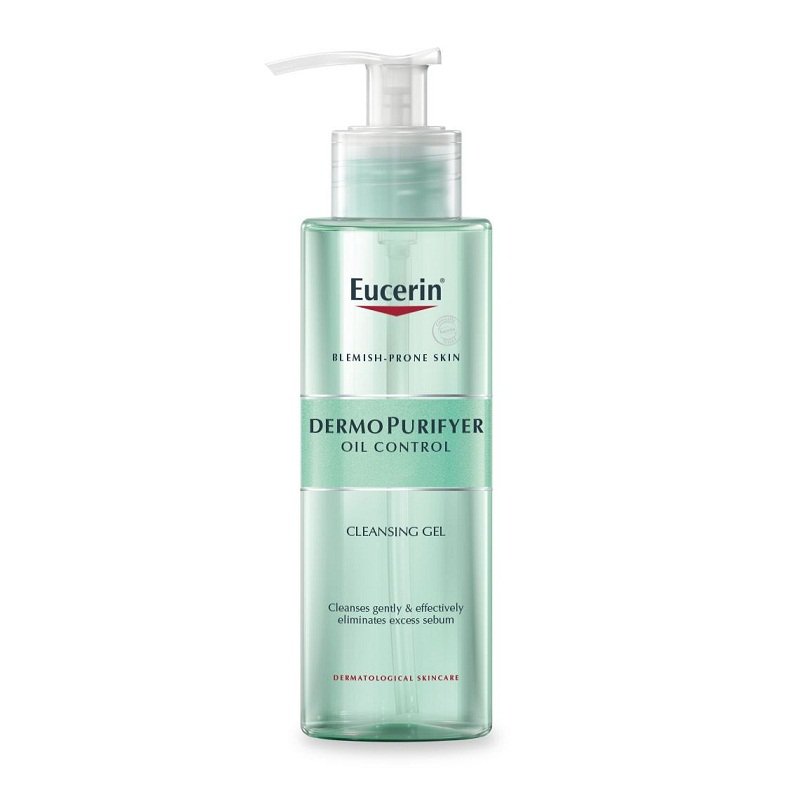 Eucerin®
BLEMISH-PRONE SKIN
DERMOPURIFYER
OIL CONTROL
CLEANSING GEL
Cleanses gently & effectively
eliminates excess sebum
DERMATOLOGICAL SKINCARE